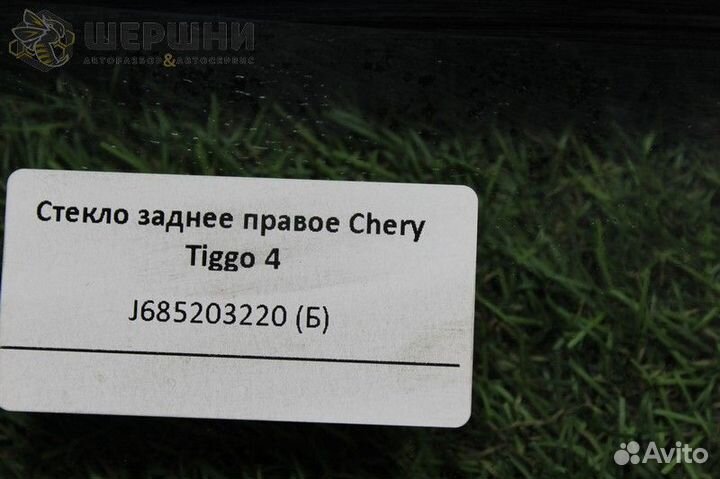 ШЕРШНИ
АВТОРАЗБОР&АВТОСЕРВИС
Стекло заднее правое Chery
Tiggo 4
J685203220 (Б)
Avito